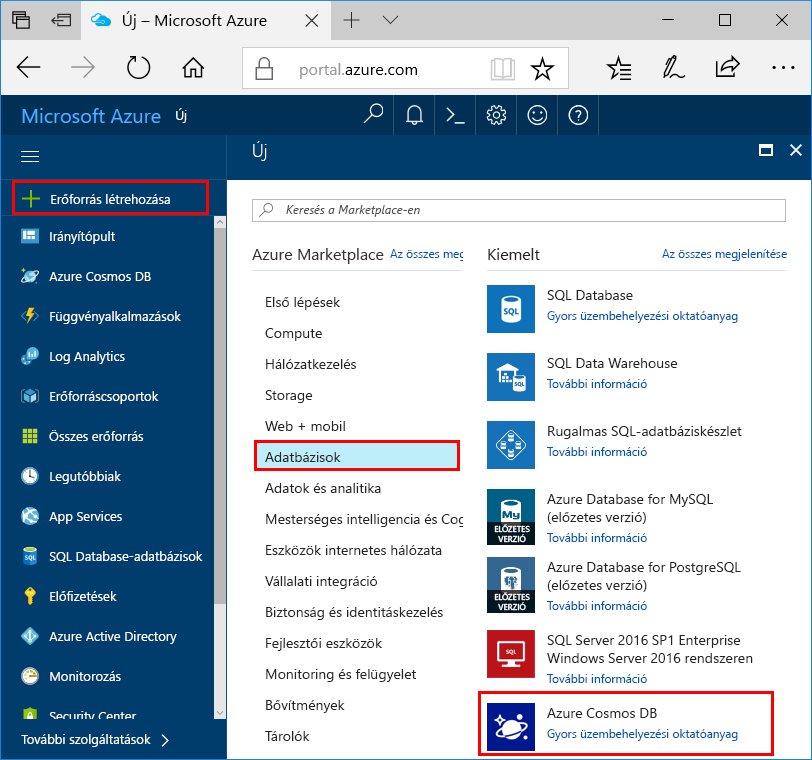 Új – Microsoft Azure
portal.azure.com
Microsoft Azure Új
Új
Erőforrás létrehozása
Irányítópult
Azure Cosmos DB
Függvényalkalmazások
Log Analytics
Erőforráscsoportok
Összes erőforrás
Legutóbbiak
App Services
SQL Database-adatbázisok
Előfizetések
Azure Active Directory
Monitorozás
Security Center
További szolgáltatások
Keresés a Marketplace-en
Azure Marketplace Az összes meg
Első lépések
Compute
Hálózatkezelés
Storage
Web + mobil
Adatbázisok
Adatok és analitika
Mesterséges intelligencia és Cog
Eszközök internetes hálózata
Vállalati integráció
Biztonság és identitáskezelés
Fejlesztői eszközök
Monitoring és felügyelet
Bővítmények
Tárolók
Kiemelt Az összes megjelenítése
SQL
SQL Database
Gyors üzembehelyezési oktatóanyag
SQL
SQL Data Warehouse
További információ
Rugalmas SQL-adatbáziskészlet
További információ
My
ELŐZETES
VERZIÓ
Azure Database for MySQL
(előzetes verzió)
További információ
ELŐZETES
VERZIÓ
Azure Database for PostgreSQL
(előzetes verzió)
További információ
SQL
SQL Server 2016 SP1 Enterprise
Windows Server 2016 rendszeren
További információ
Azure Cosmos DB
Gyors üzembehelyezési oktatóanyag